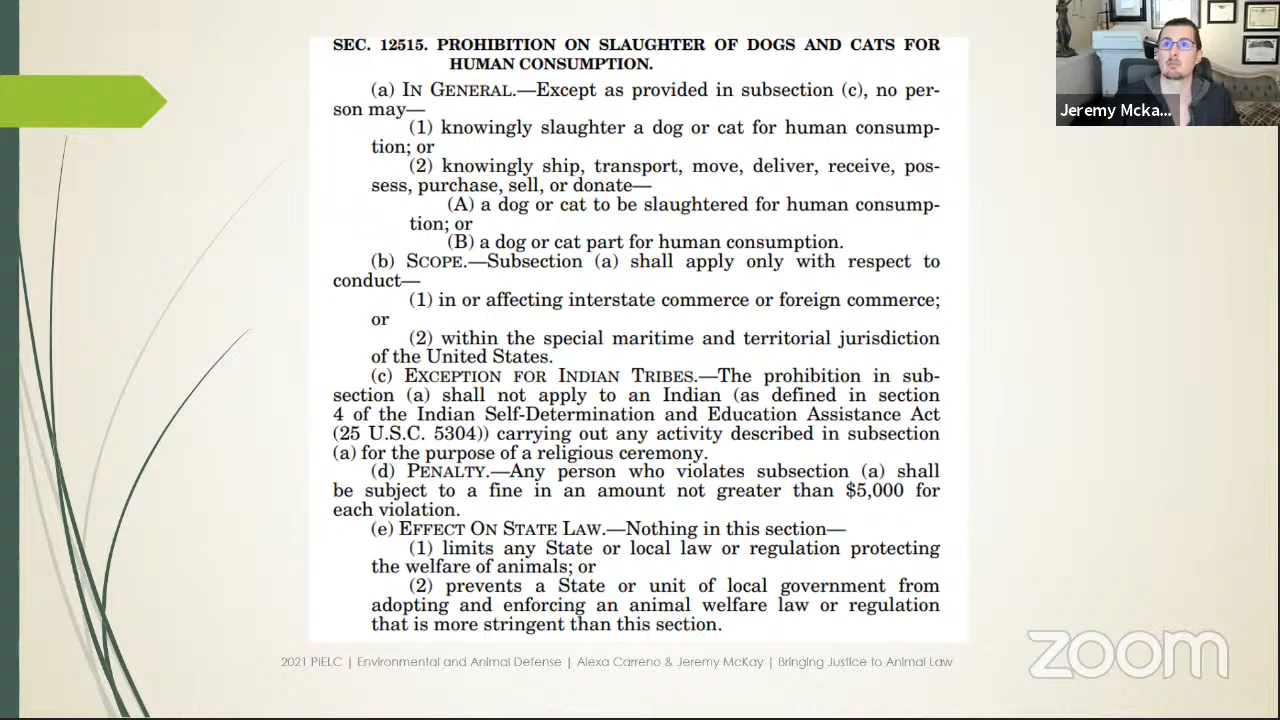 SEC. 12515. PROHIBITION ON SLAUGHTER OF DOGS AND CATS FOR
HUMAN CONSUMPTION.
(a) IN GENERAL.—Except as provided in subsection (c), no per-
son may—
(1) knowingly slaughter a dog or cat for human consump-
tion; or
(2) knowingly ship, transport, move, deliver, receive, pos-
sess, purchase, sell, or donate—
(A) a dog or cat to be slaughtered for human consump-
tion; or
(B) a dog or cat part for human consumption.
(b) SCOPE.—Subsection (a) shall apply only with respect to
conduct—
(1) in or affecting interstate commerce or foreign commerce;
or
(2) within the special maritime and territorial jurisdiction
of the United States.
(c) EXCEPTION FOR INDIAN TRIBES.—The prohibition in sub-
section (a) shall not apply to an Indian (as defined in section
4 of the Indian Self-Determination and Education Assistance Act
(25 U.S.C. 5304)) carrying out any activity described in subsection
(a) for the purpose of a religious ceremony.
(d) PENALTY.—Any person who violates subsection (a) shall
be subject to a fine in an amount not greater than $5,000 for
each violation.
(e) EFFECT ON STATE LAW.—Nothing in this section—
(1) limits any State or local law or regulation protecting
the welfare of animals; or
(2) prevents a State or unit of local government from
adopting and enforcing an animal welfare law or regulation
that is more stringent than this section.
2021 PIELC | Environmental and Animal Defense | Alexa Carreno & Jeremy McKay | Bringing Justice to Animal Law
Jeremy Mcka...
zoom